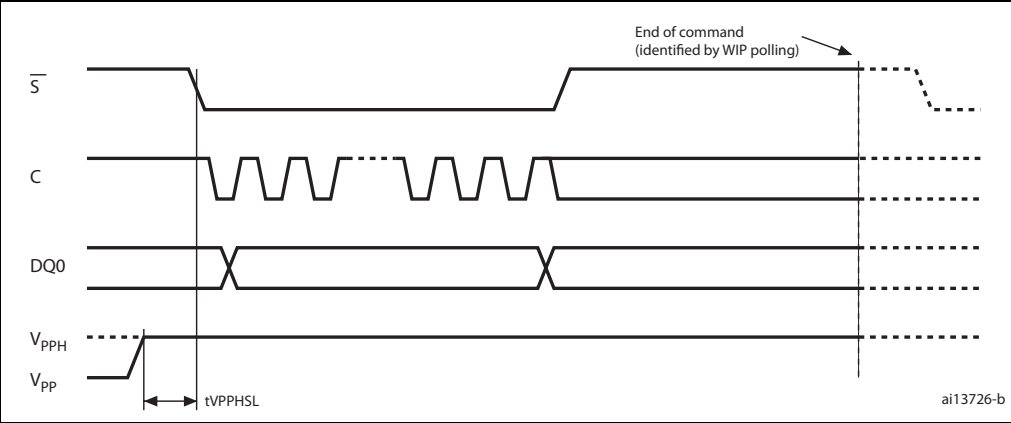 End of command
(identified by WIP polling)
S̅
C
DQ0
VPPH
VPP
tVPPHSL
ai13726-b